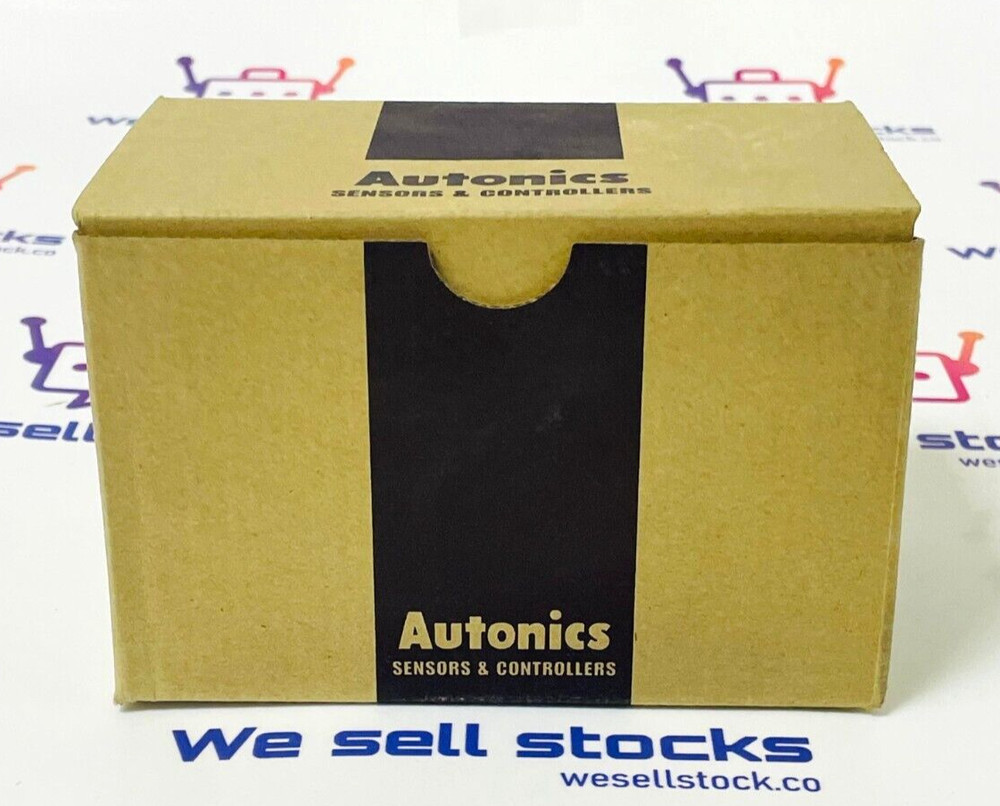 Autonics
SENSORS & CONTROLLERS
Autonics
SENSORS & CONTROLLERS
We sell stocks
wesellstock.co